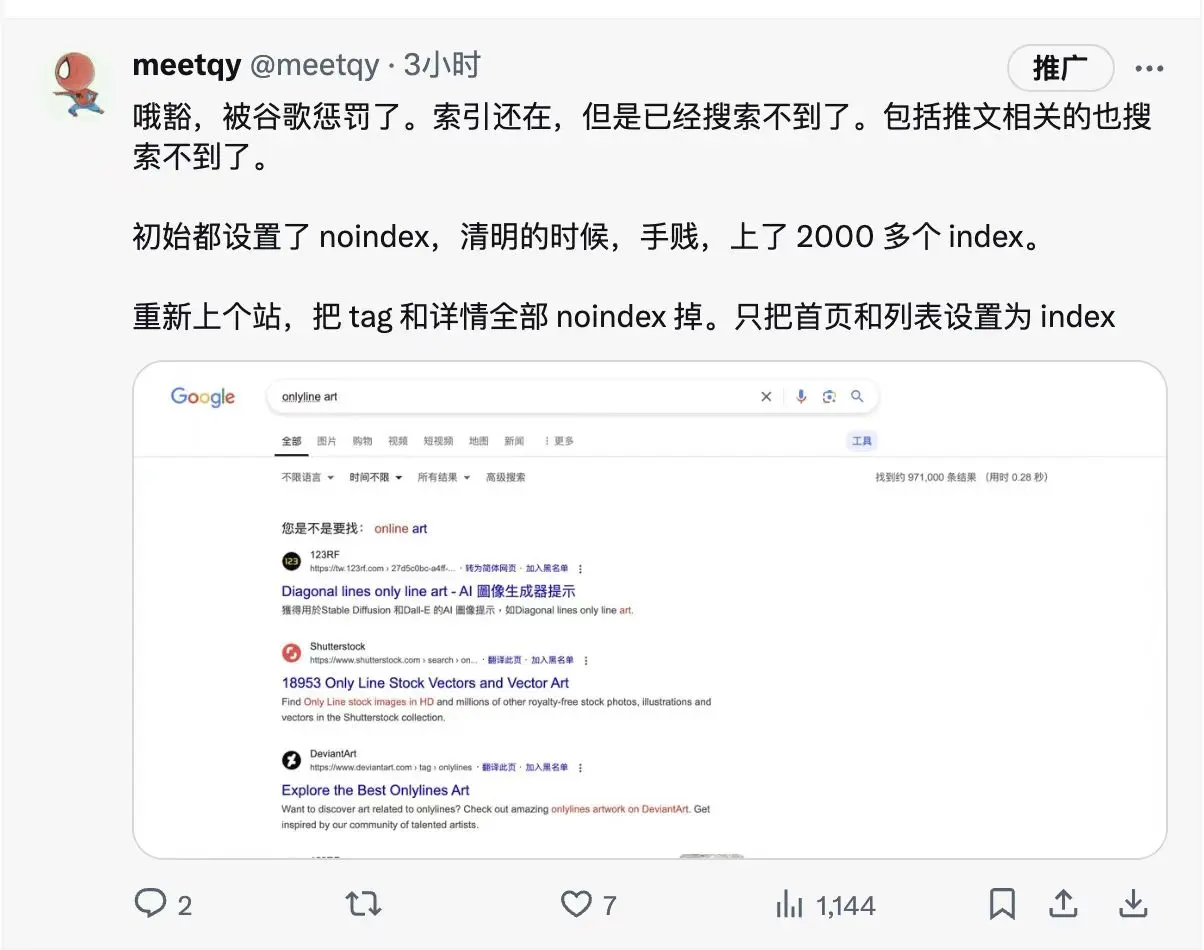 meetqy @meetqy · 3小时
推广
哦豁，被谷歌惩罚了。索引还在，但是已经搜索不到了。包括推文相关的也搜
索不到了。
初始都设置了 noindex，清明的时候，手贱，上了 2000 多个 index。
重新上个站，把 tag 和详情全部 noindex 掉。只把首页和列表设置为 index
Google
onlyline art
全部 图片 购物 视频 短视频 地图 新闻 更多
工具
不限语言 时间不限 所有结果 高级搜索
找到约 971,000 条结果 （用时 0.28 秒）
您是不是要找： online art
123
123RF
https://tw.123rf.com › 27d5c0bc-a4ff-... · 转为简体网页 · 加入黑名单
Diagonal lines only line art - AI 圖像生成器提示
獲得用於Stable Diffusion 和Dall-E 的AI 圖像提示，如Diagonal lines only line art.
Shutterstock
https://www.shutterstock.com › search › on... · 翻译此页 · 加入黑名单
18953 Only Line Stock Vectors and Vector Art
Find Only Line stock images in HD and millions of other royalty-free stock photos, illustrations and
vectors in the Shutterstock collection.
DeviantArt
https://www.deviantart.com › tag › onlylines · 翻译此页 · 加入黑名单
Explore the Best Onlylines Art
Want to discover art related to onlylines? Check out amazing onlylines artwork on DeviantArt. Get
inspired by our community of talented artists.
2
7
1,144